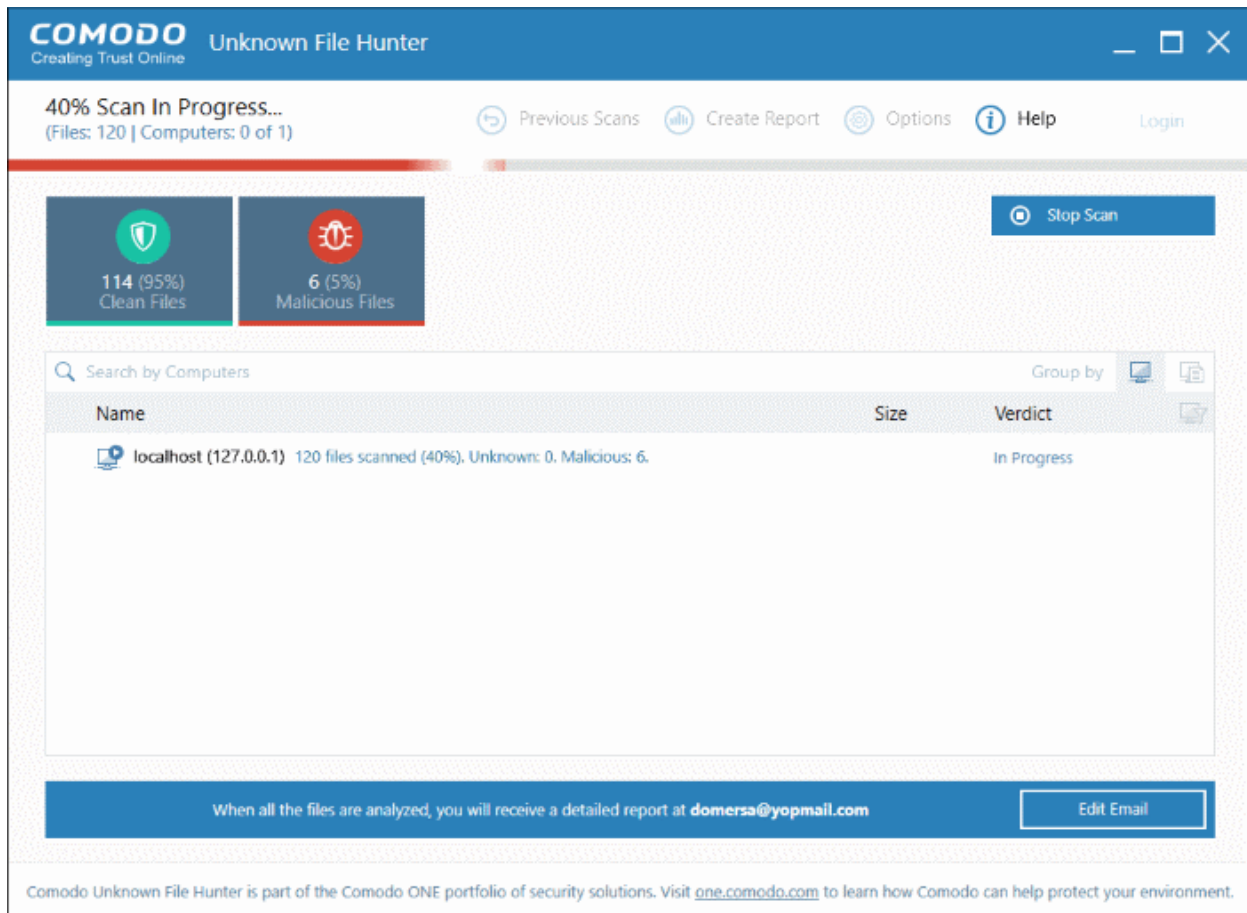 COMODO
Creating Trust Online
Unknown File Hunter
40% Scan In Progress...
(Files: 120 | Computers: 0 of 1)
Previous Scans
Create Report
Options
Help
Login
Stop Scan
114 (95%)
Clean Files
6 (5%)
Malicious Files
Search by Computers
Group by
Name Size Verdict
localhost (127.0.0.1) 120 files scanned (40%). Unknown: 0. Malicious: 6. In Progress
When all the files are analyzed, you will receive a detailed report at domersa@yopmail.com
Edit Email
Comodo Unknown File Hunter is part of the Comodo ONE portfolio of security solutions. Visit one.comodo.com to learn how Comodo can help protect your environment.